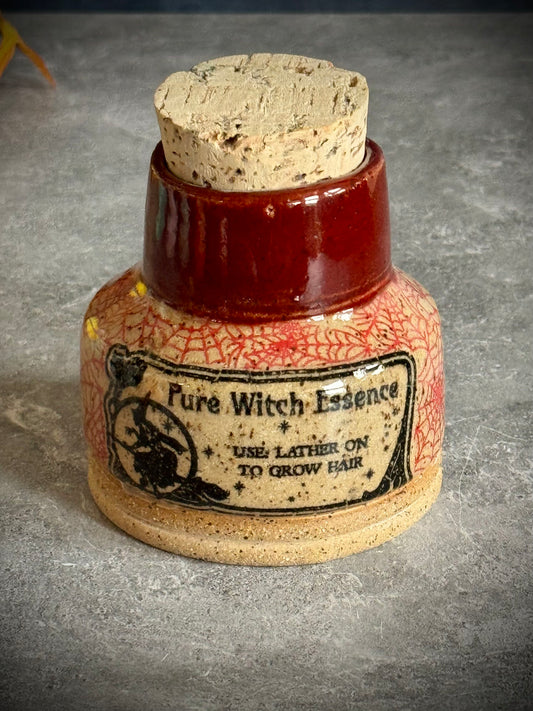 Pure Witch Essence
USE: LATHER ON
TO GROW HAIR